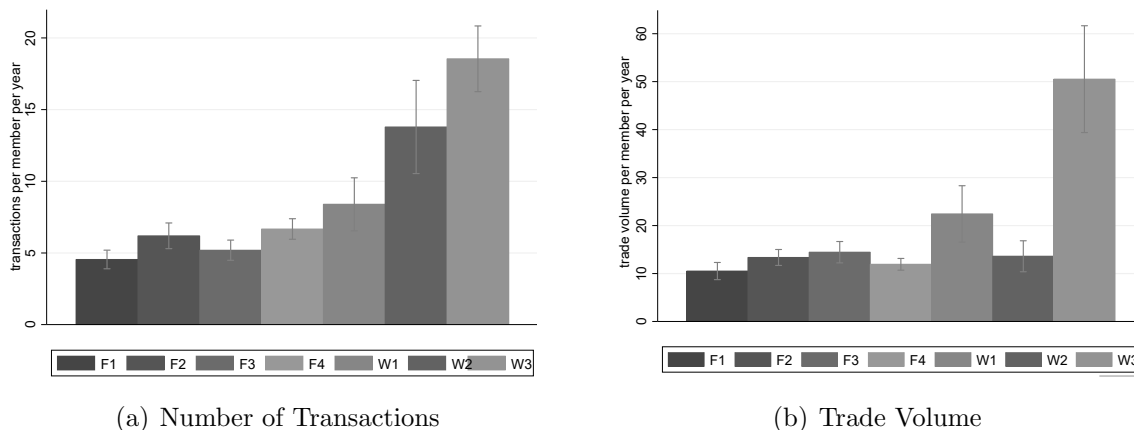 transactions per member per year
20
15
10
5
0
F1 F2 F3 F4 W1 W2 W3
(a) Number of Transactions
trade volume per member per year
60
50
40
30
20
10
0
F1 F2 F3 F4 W1 W2 W3
(b) Trade Volume